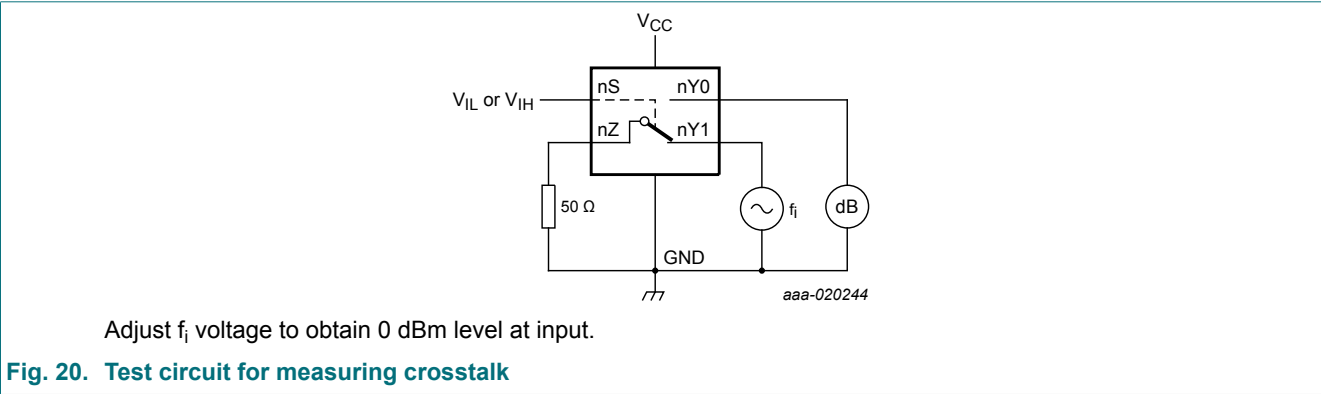 VCC
nS nY0
VIL or VIH
nZ nY1
50 Ω
fi
dB
GND
aaa-020244
Adjust fi voltage to obtain 0 dBm level at input.
Fig. 20. Test circuit for measuring crosstalk